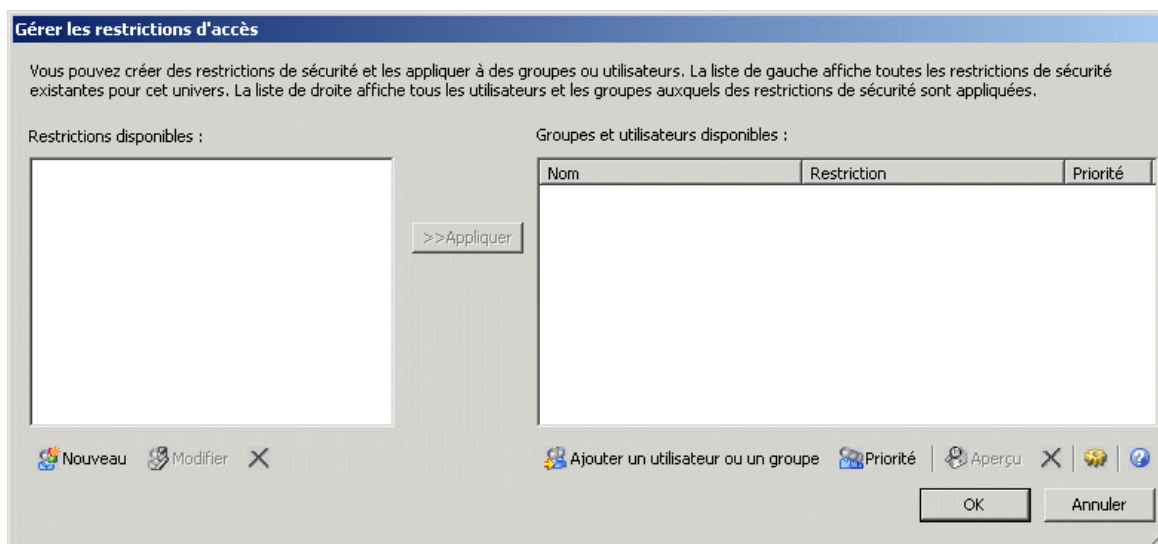 Gérer les restrictions d'accès
Vous pouvez créer des restrictions de sécurité et les appliquer à des groupes ou utilisateurs. La liste de gauche affiche toutes les restrictions de sécurité
existantes pour cet univers. La liste de droite affiche tous les utilisateurs et les groupes auxquels des restrictions de sécurité sont appliquées.
Restrictions disponibles :
Groupes et utilisateurs disponibles :
Nom Restriction Priorité
>>Appliquer
Nouveau Modifier
Ajouter un utilisateur ou un groupe Priorité Aperçu
OK Annuler